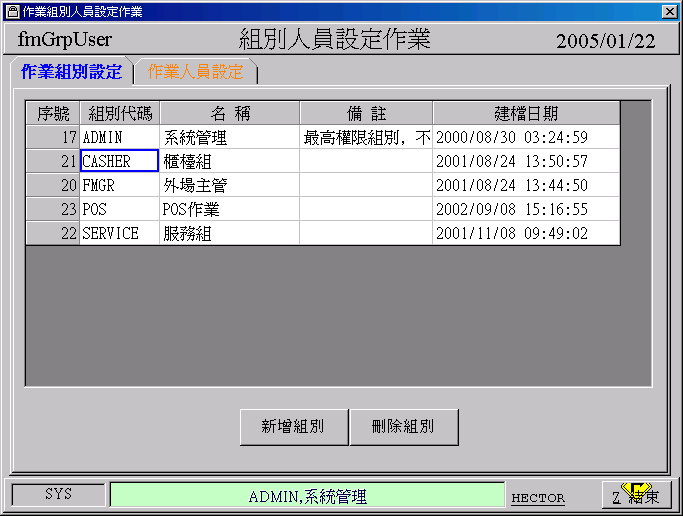 作業組別人員設定作業
fmGrpUser 組別人員設定作業 2005/01/22
作業組別設定 作業人員設定
序號 組別代碼 名 稱 備 註 建檔日期
17 ADMIN 系統管理 最高權限組別，不 2000/08/30 03:24:59
21 CASHER 櫃檯組 2001/08/24 13:50:57
20 FMGR 外場主管 2001/08/24 13:44:50
23 POS POS作業 2002/09/08 15:16:55
22 SERVICE 服務組 2001/11/08 09:49:02
新增組別 刪除組別
SYS ADMIN,系統管理 HECTOR Z 結束